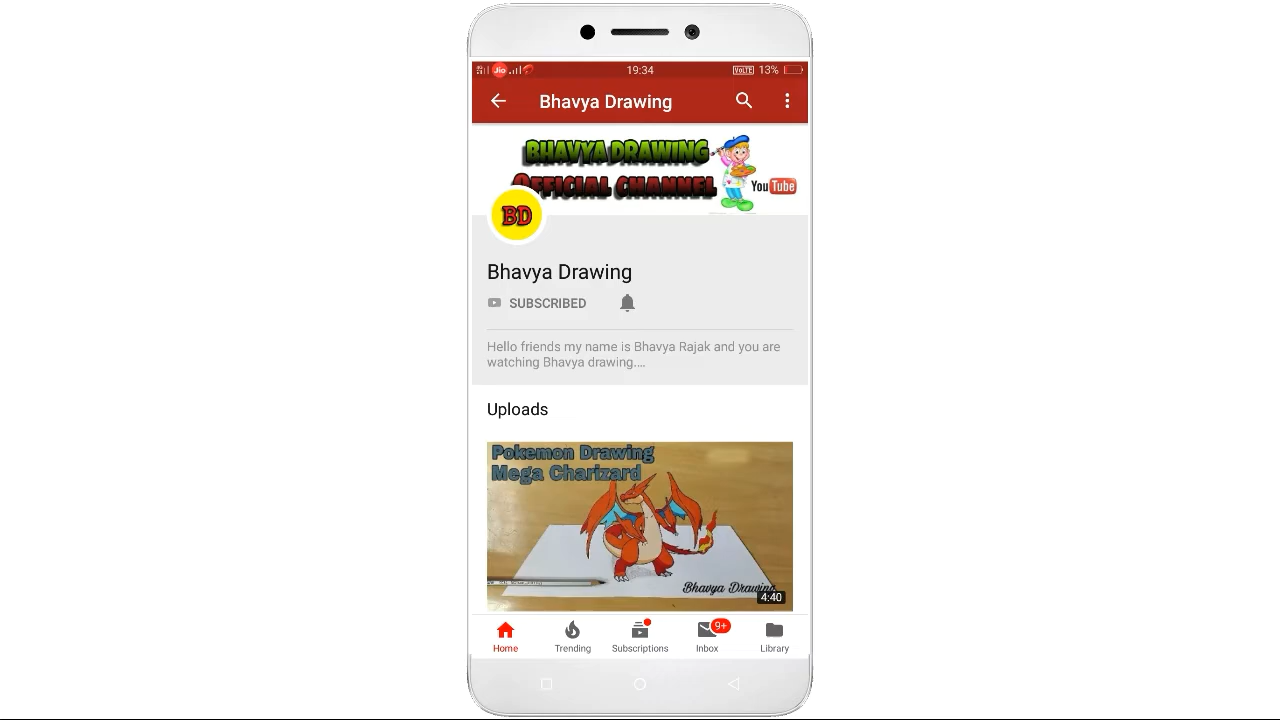 Jio 19:34 VoLTE 13%
Bhavya Drawing
BHAVYA DRAWING
OFFICIAL CHANNEL
YouTube
BD
Bhavya Drawing
SUBSCRIBED
Hello friends my name is Bhavya Rajak and you are
watching Bhavya drawing....
Uploads
Pokemon Drawing
Mega Charizard
Bhavya Drawing
4:40
9+
Home Trending Subscriptions Inbox Library